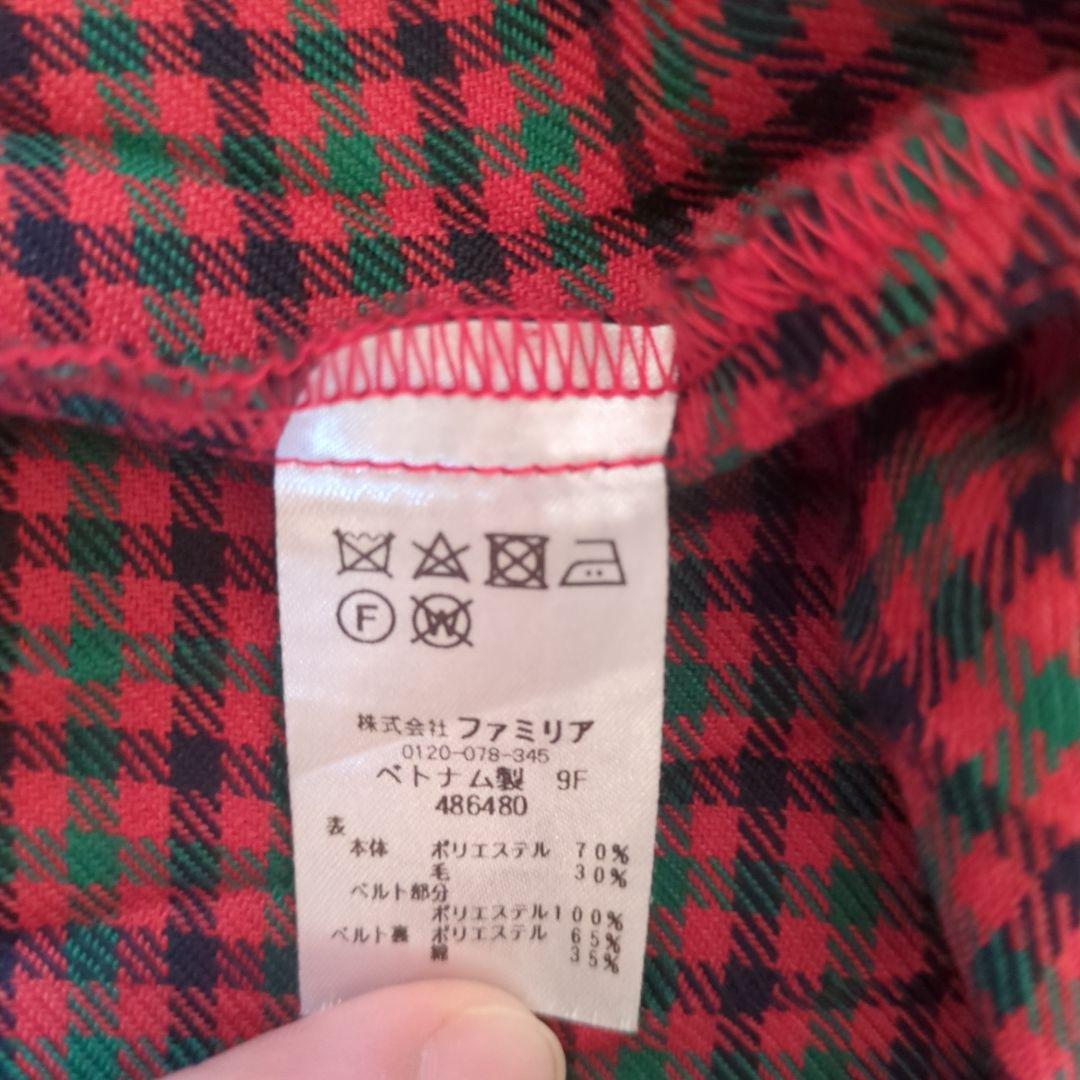 F W
株式会社 ファミリア
0120-078-345
ベトナム製 9F
486480
表
本体 ポリエステル 70%
毛 30%
ベルト部分
ポリエステル100%
ベルト裏 ポリエステル 65%
綿 35%